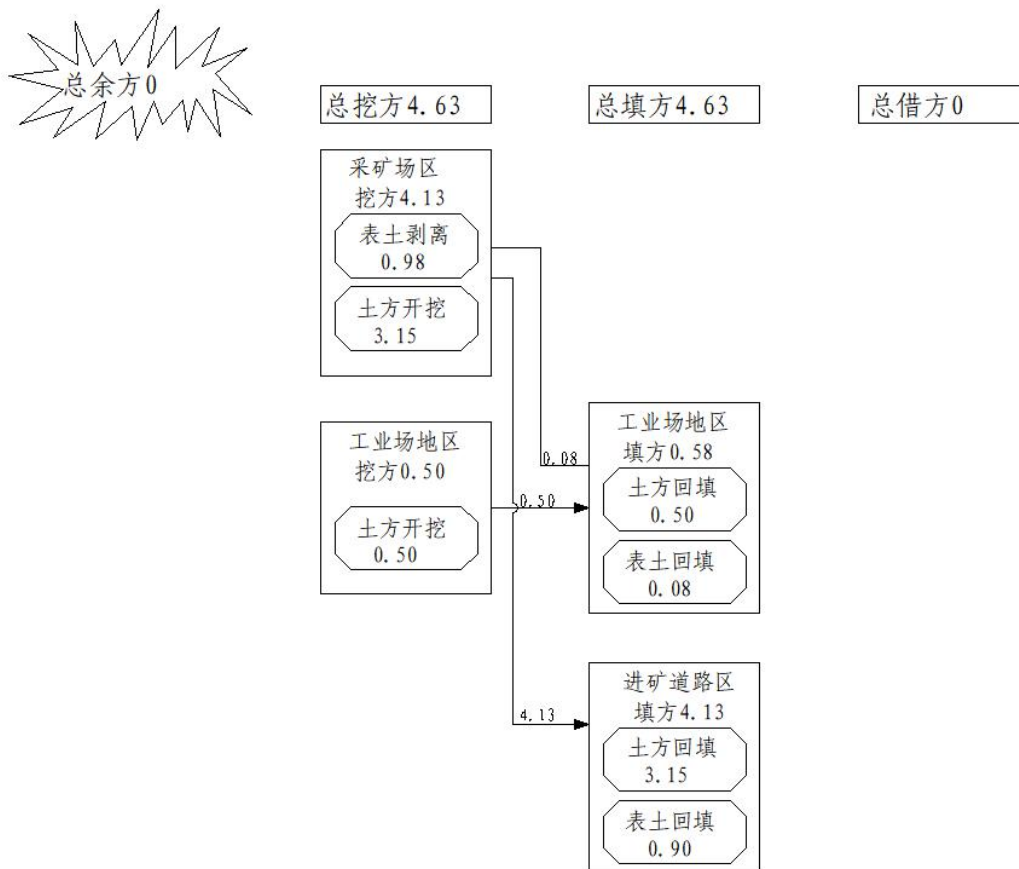 总余方0
总挖方4.63
总填方4.63
总借方0
采矿场区
挖方4.13
表土剥离
0.98
土方开挖
3.15
工业场地区
挖方0.50
土方开挖
0.50
0.08
0.50
4.13
工业场地区
填方0.58
土方回填
0.50
表土回填
0.08
进矿道路区
填方4.13
土方回填
3.15
表土回填
0.90